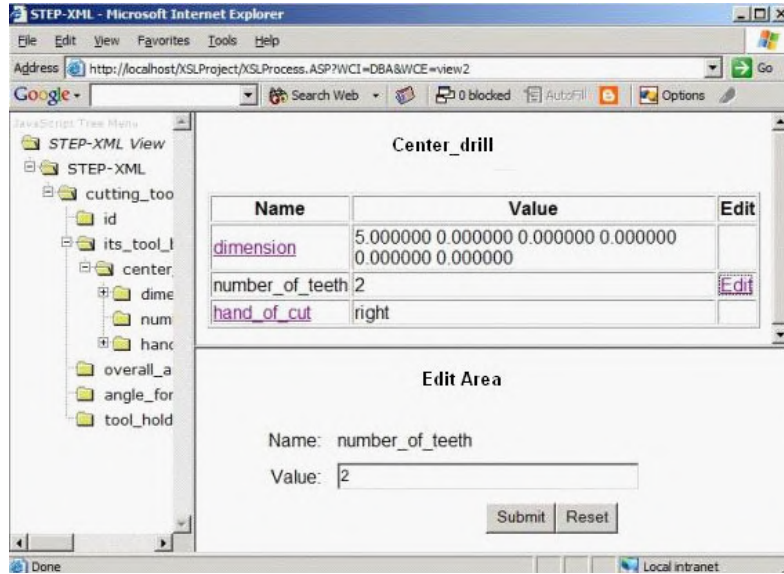 STEP-XML - Microsoft Internet Explorer
File Edit View Favorites Tools Help
Address http://localhost/XSLProject/XSLProcess.ASP?WCI=DBA&WCE=view2 Go
Google - Search Web 0 blocked AutoFill Options
JavaScript Tree Menu
STEP-XML View
STEP-XML
cutting_too
id
its_tool_b
center_
dime
num
hand
overall_a
angle_for
tool_hold
Center_drill
Name Value Edit
dimension 5.000000 0.000000 0.000000 0.000000
0.000000 0.000000
number_of_teeth 2 Edit
hand_of_cut right
Edit Area
Name: number_of_teeth
Value: 2
Submit Reset
Done Local intranet